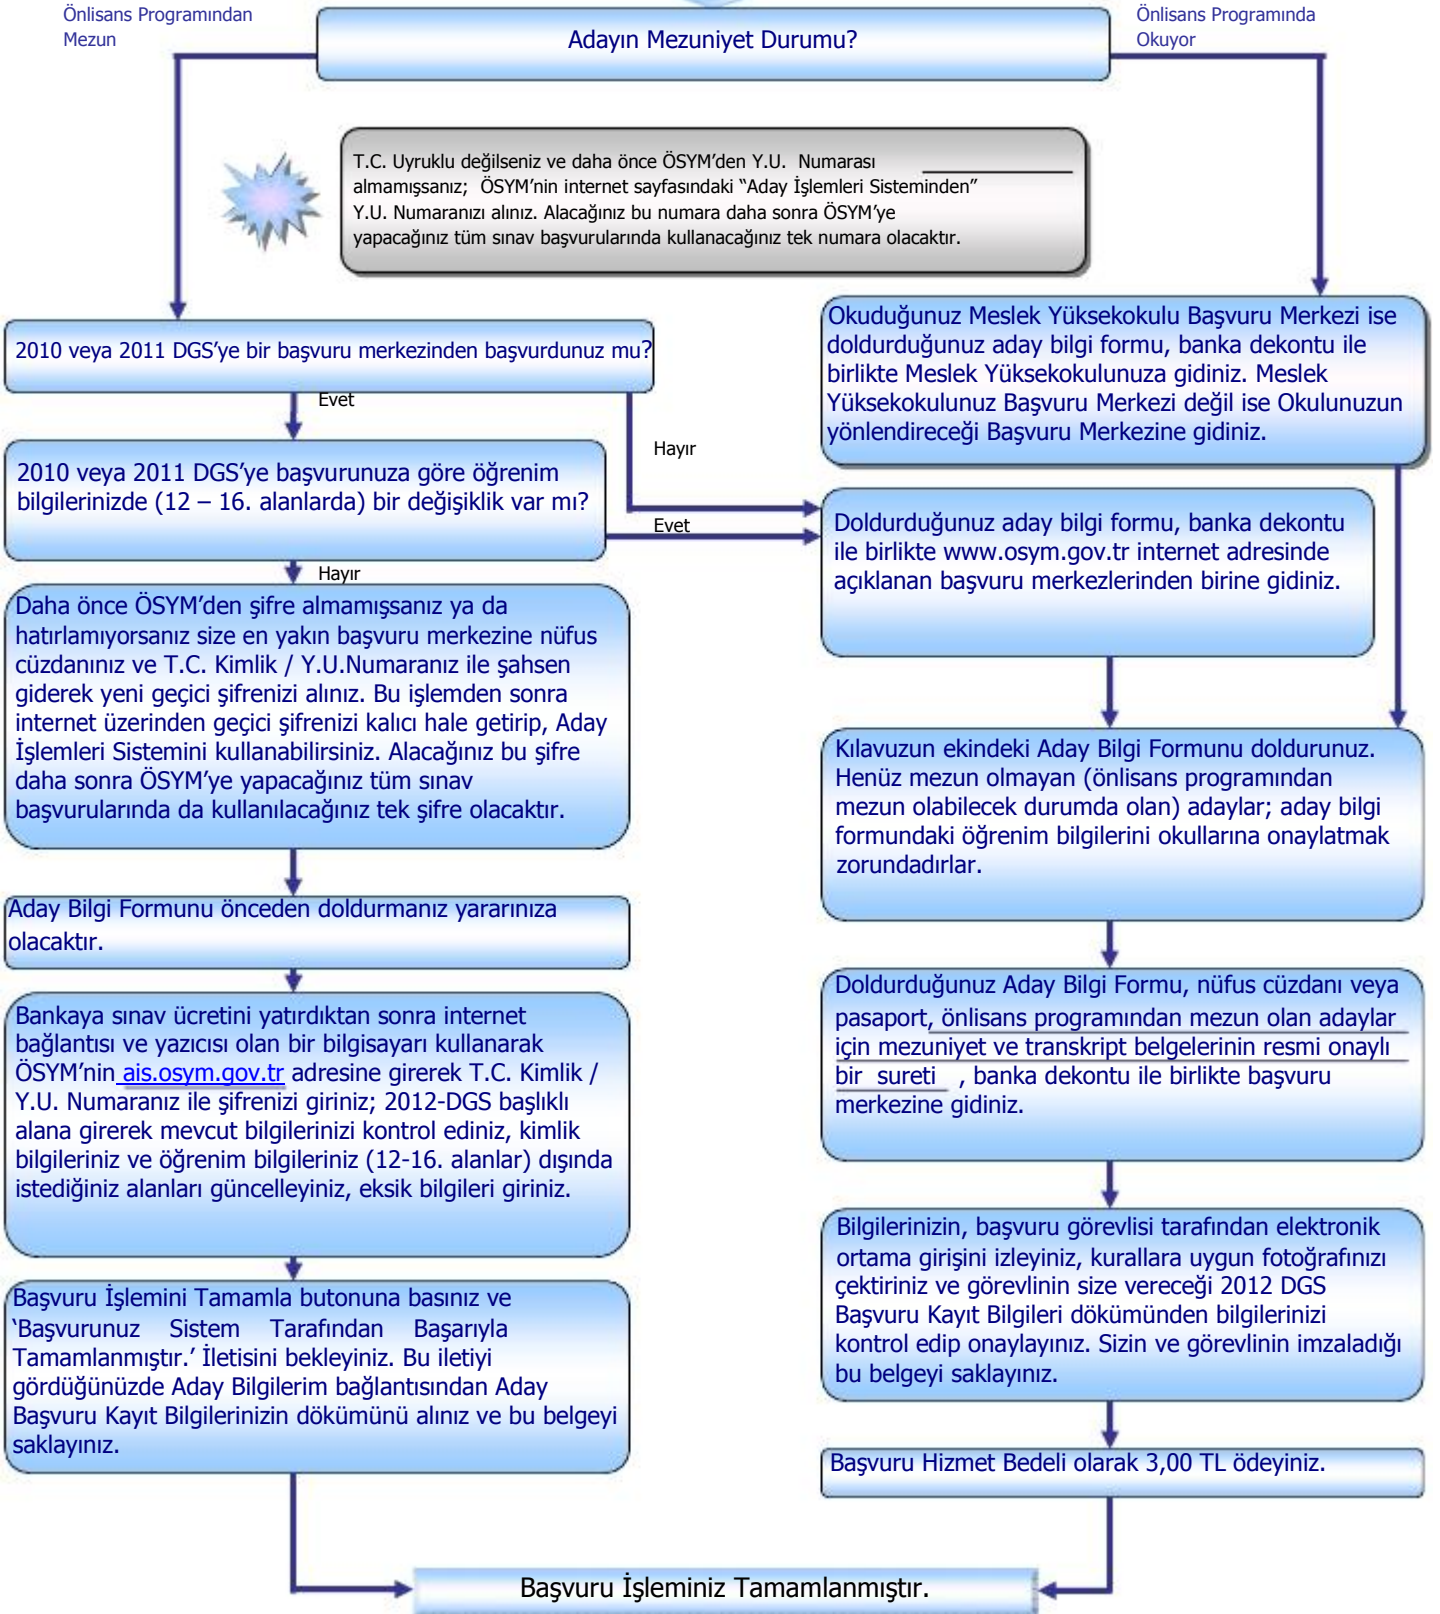 Önlisans Programından
Mezun
Adayın Mezuniyet Durumu?
Önlisans Programında
Okuyor
T.C. Uyruklu değilseniz ve daha önce ÖSYM’den Y.U. Numarası
almamışsanız; ÖSYM’nin internet sayfasındaki “Aday İşlemleri Sisteminden”
Y.U. Numaranızı alınız. Alacağınız bu numara daha sonra ÖSYM’ye
yapacağınız tüm sınav başvurularında kullanacağınız tek numara olacaktır.
2010 veya 2011 DGS’ye bir başvuru merkezinden başvurdunuz mu?
Evet
Hayır
2010 veya 2011 DGS’ye başvurunuza göre öğrenim
bilgilerinizde (12 – 16. alanlarda) bir değişiklik var mı?
Evet
Hayır
Daha önce ÖSYM’den şifre almamışsanız ya da
hatırlamıyorsanız size en yakın başvuru merkezine nüfus
cüzdanınız ve T.C. Kimlik / Y.U.Numaranız ile şahsen
giderek yeni geçici şifrenizi alınız. Bu işlemden sonra
internet üzerinden geçici şifrenizi kalıcı hale getirip, Aday
İşlemleri Sistemini kullanabilirsiniz. Alacağınız bu şifre
daha sonra ÖSYM’ye yapacağınız tüm sınav
başvurularında da kullanılacağınız tek şifre olacaktır.
Aday Bilgi Formunu önceden doldurmanız yararınıza
olacaktır.
Bankaya sınav ücretini yatırdıktan sonra internet
bağlantısı ve yazıcısı olan bir bilgisayarı kullanarak
ÖSYM’nin ais.osym.gov.tr adresine girerek T.C. Kimlik /
Y.U. Numaranız ile şifrenizi giriniz; 2012-DGS başlıklı
alana girerek mevcut bilgilerinizi kontrol ediniz, kimlik
bilgileriniz ve öğrenim bilgileriniz (12-16. alanlar) dışında
istediğiniz alanları güncelleyiniz, eksik bilgileri giriniz.
Başvuru İşlemini Tamamla butonuna basınız ve
‘Başvurunuz Sistem Tarafından Başarıyla
Tamamlanmıştır.’ İletisini bekleyiniz. Bu iletiyi
gördüğünüzde Aday Bilgilerim bağlantısından Aday
Başvuru Kayıt Bilgilerinizin dökümünü alınız ve bu belgeyi
saklayınız.
Okuduğunuz Meslek Yüksekokulu Başvuru Merkezi ise
doldurduğunuz aday bilgi formu, banka dekontu ile
birlikte Meslek Yüksekokulunuza gidiniz. Meslek
Yüksekokulunuz Başvuru Merkezi değil ise Okulunuzun
yönlendireceği Başvuru Merkezine gidiniz.
Doldurduğunuz aday bilgi formu, banka dekontu
ile birlikte www.osym.gov.tr internet adresinde
açıklanan başvuru merkezlerinden birine gidiniz.
Kılavuzun ekindeki Aday Bilgi Formunu doldurunuz.
Henüz mezun olmayan (önlisans programından
mezun olabilecek durumda olan) adaylar; aday bilgi
formundaki öğrenim bilgilerini okullarına onaylatmak
zorundadırlar.
Doldurduğunuz Aday Bilgi Formu, nüfus cüzdanı veya
pasaport, önlisans programından mezun olan adaylar
için mezuniyet ve transkript belgelerinin resmi onaylı
bir sureti , banka dekontu ile birlikte başvuru
merkezine gidiniz.
Bilgilerinizin, başvuru görevlisi tarafından elektronik
ortama girişini izleyiniz, kurallara uygun fotoğrafınızı
çektiriniz ve görevlinin size vereceği 2012 DGS
Başvuru Kayıt Bilgileri dökümünden bilgilerinizi
kontrol edip onaylayınız. Sizin ve görevlinin imzaladığı
bu belgeyi saklayınız.
Başvuru Hizmet Bedeli olarak 3,00 TL ödeyiniz.
Başvuru İşleminiz Tamamlanmıştır.